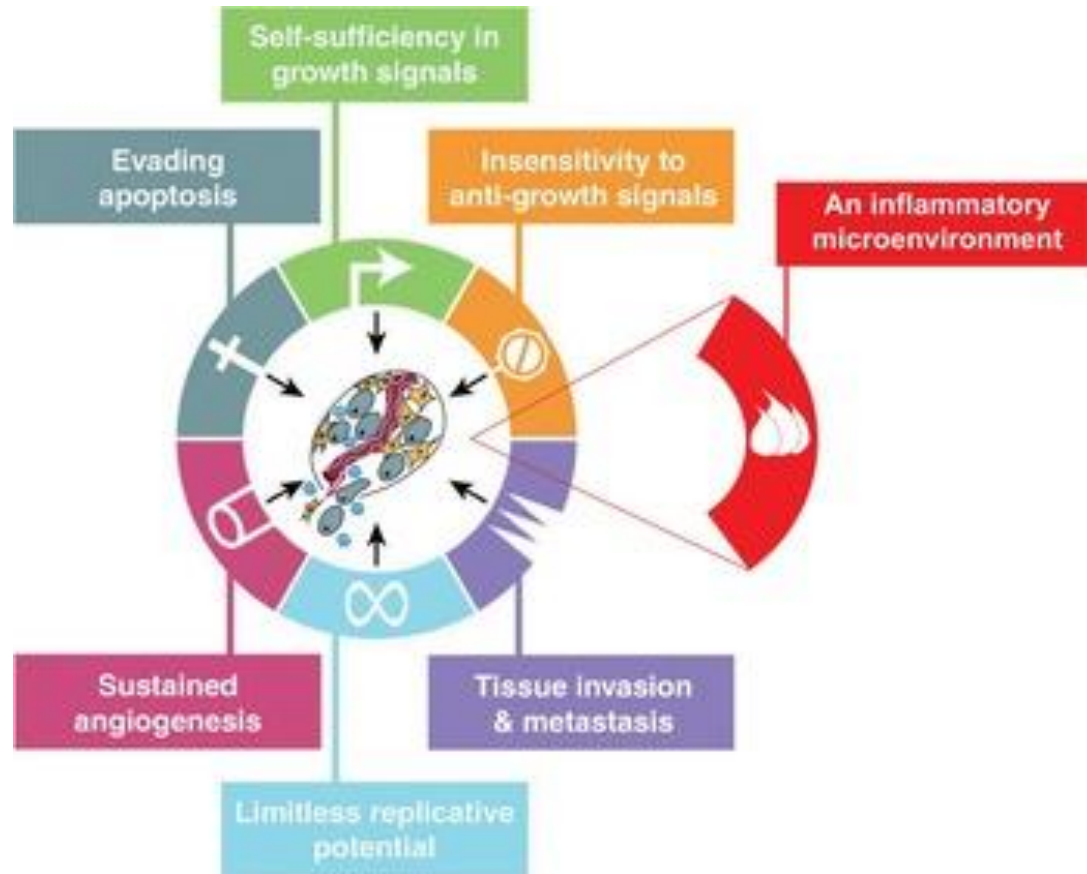 Self-sufficiency in
growth signals
Evading
apoptosis
Insensitivity to
anti-growth signals
An inflammatory
microenvironment
Sustained
angiogenesis
Tissue invasion
& metastasis
Limitless replicative
potential